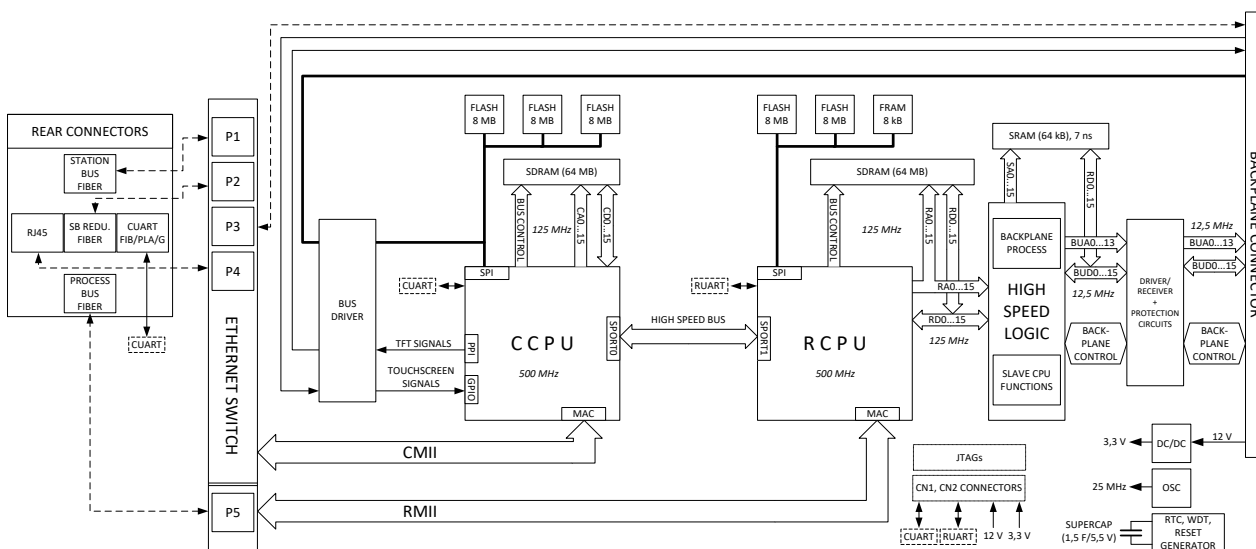 REAR CONNECTORS
STATION
BUS
FIBER
RJ45
SB REDU.
FIBER
CUART
FIB/PLA/G
PROCESS
BUS
FIBER
CUART
P1
P2
P3
P4
ETHERNET SWITCH
P5
BUS
DRIVER
FLASH
8 MB
FLASH
8 MB
FLASH
8 MB
SDRAM (64 MB)
BUS CONTROL
125 MHz
CA0...15
CD0...15
CUART
SPI
PPI
GPIO
SPORT0
CCPU
500 MHz
MAC
TFT SIGNALS
TOUCHSCREEN
SIGNALS
HIGH SPEED BUS
CMII
RMII
FLASH
8 MB
FLASH
8 MB
FRAM
8 kB
SDRAM (64 MB)
BUS CONTROL
125 MHz
RA0...15
RD0...15
RUART
SPI
SPORT1
RCPU
500 MHz
MAC
RA0...15
RD0...15
125 MHz
SRAM (64 kB), 7 ns
SA0...15
RD0...15
BACKPLANE
PROCESS
HIGH
SPEED
LOGIC
SLAVE CPU
FUNCTIONS
BUA0...13
BUD0...15
12,5 MHz
BACK-
PLANE
CONTROL
DRIVER/
RECEIVER
+
PROTECTION
CIRCUITS
12,5 MHz
BUA0...13
BUD0...15
BACK-
PLANE
CONTROL
BACKPLANE CONNECTOR
JTAGs
CN1, CN2 CONNECTORS
CUART
RUART
12 V
3,3 V
3,3 V
DC/DC
12 V
25 MHz
OSC
SUPERCAP
(1,5 F/5,5 V)
RTC, WDT,
RESET
GENERATOR